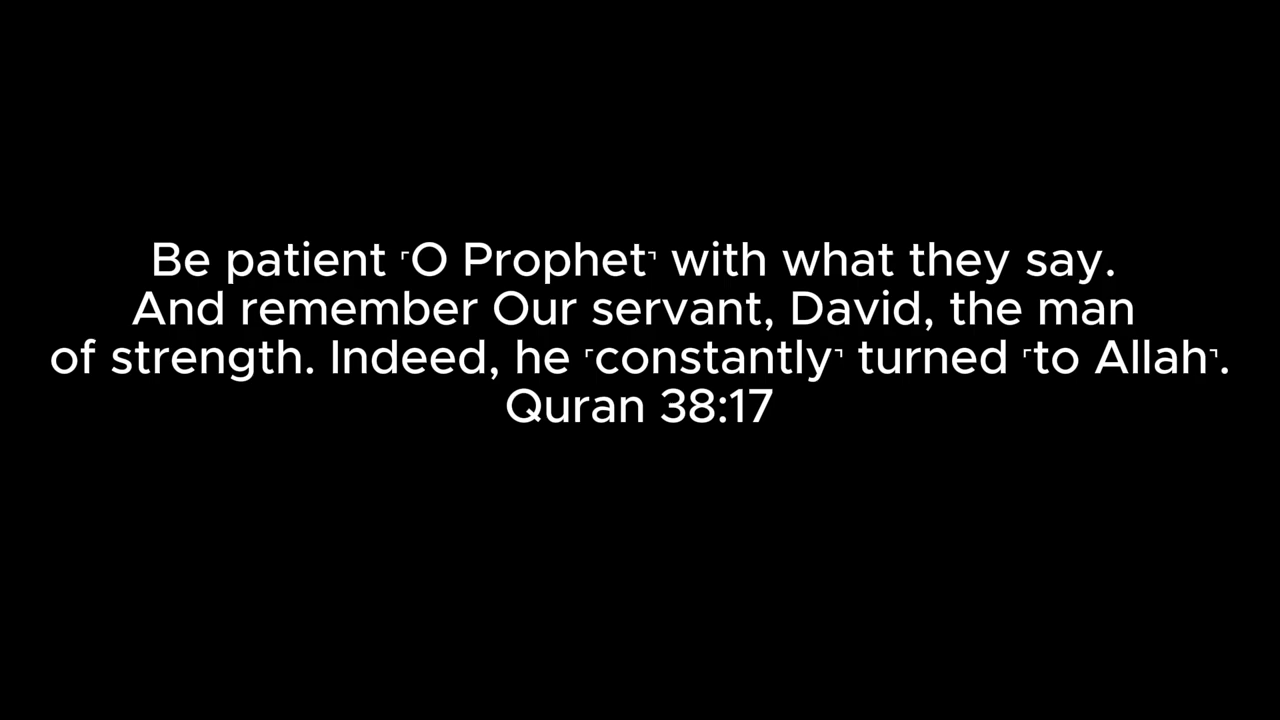 Be patient ˹O Prophet˺ with what they say.
And remember Our servant, David, the man
of strength. Indeed, he ˹constantly˺ turned ˹to Allah˺.
Quran 38:17